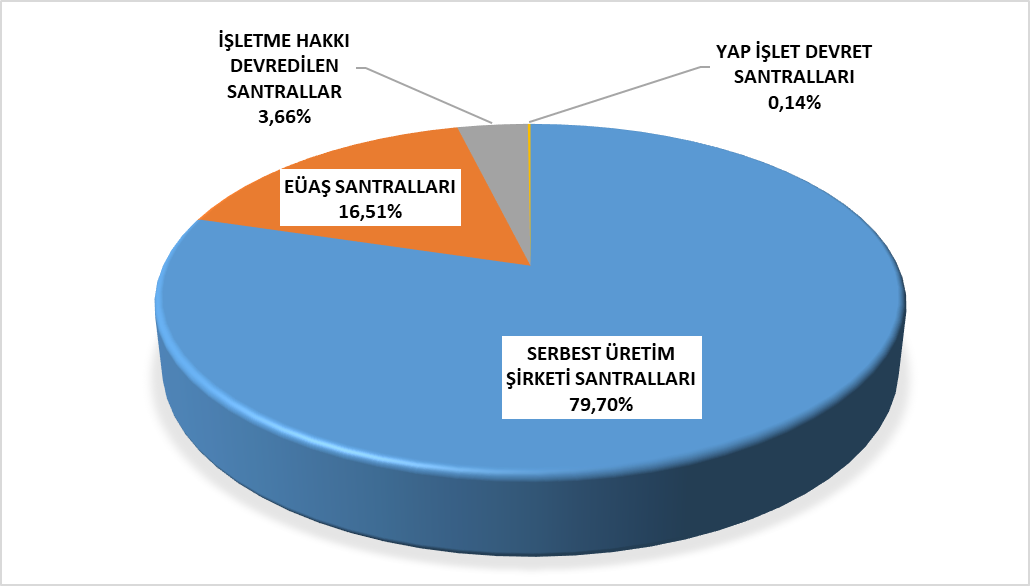 İŞLETME HAKKI
DEVREDİLEN
SANTRALLAR
3,66%
YAP İŞLET DEVRET
SANTRALLARI
0,14%
EÜAŞ SANTRALLARI
16,51%
SERBEST ÜRETİM
ŞİRKETİ SANTRALLARI
79,70%